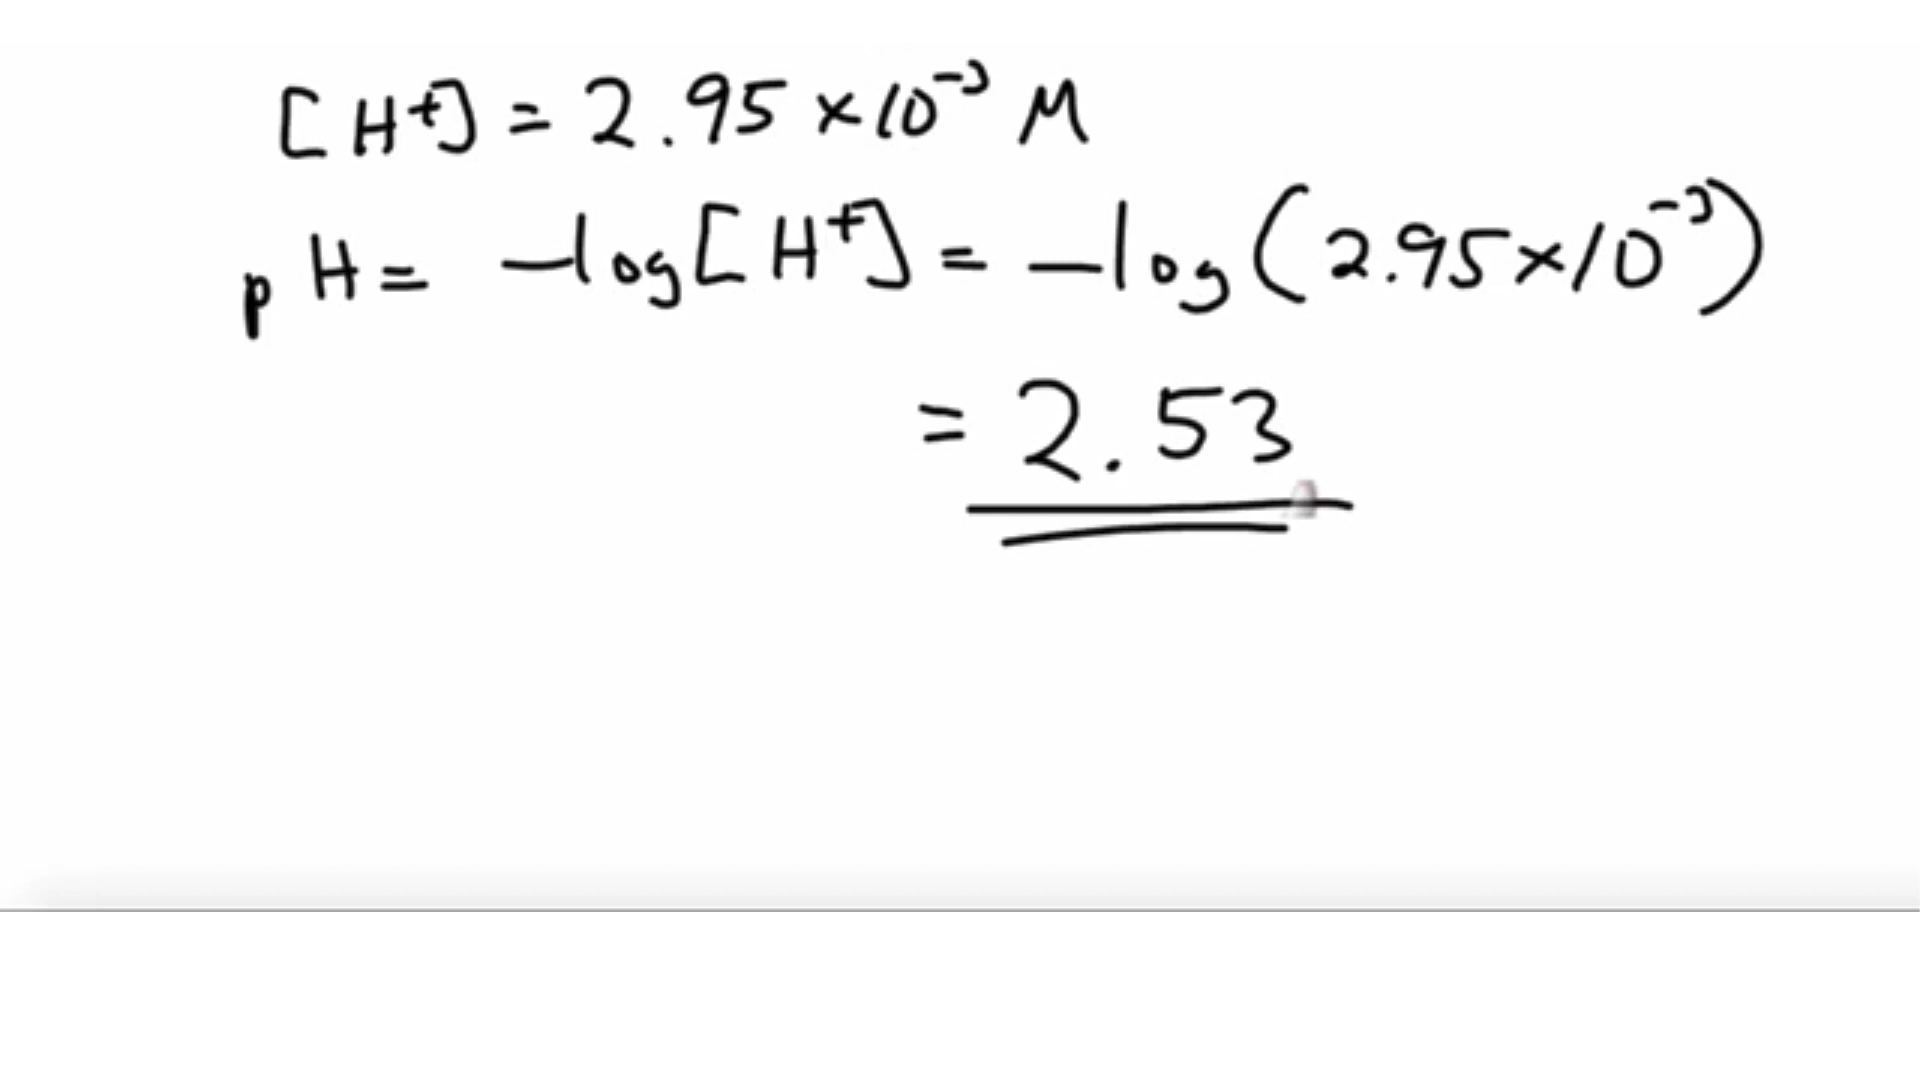 [H⁺] = 2.95 ×10⁻³ M
pH = −log[H⁺] = −log(2.95×10⁻³)
= 2.53